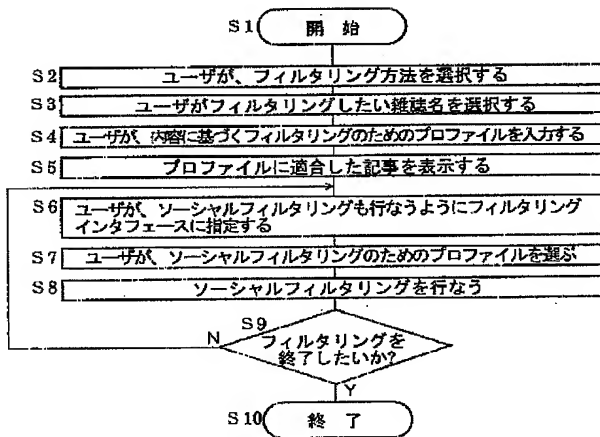 S1 開始
S2 ユーザが、フィルタリング方法を選択する
S3 ユーザがフィルタリングしたい雑誌名を選択する
S4 ユーザが、内容に基づくフィルタリングのためのプロファイルを入力する
S5 プロファイルに適合した記事を表示する
S6 ユーザが、ソーシャルフィルタリングも行なうようにフィルタリング
インタフェースに指定する
S7 ユーザが、ソーシャルフィルタリングのためのプロファイルを選ぶ
S8 ソーシャルフィルタリングを行なう
S9
フィルタリングを
N
終了したいか?
Y
S10 終了